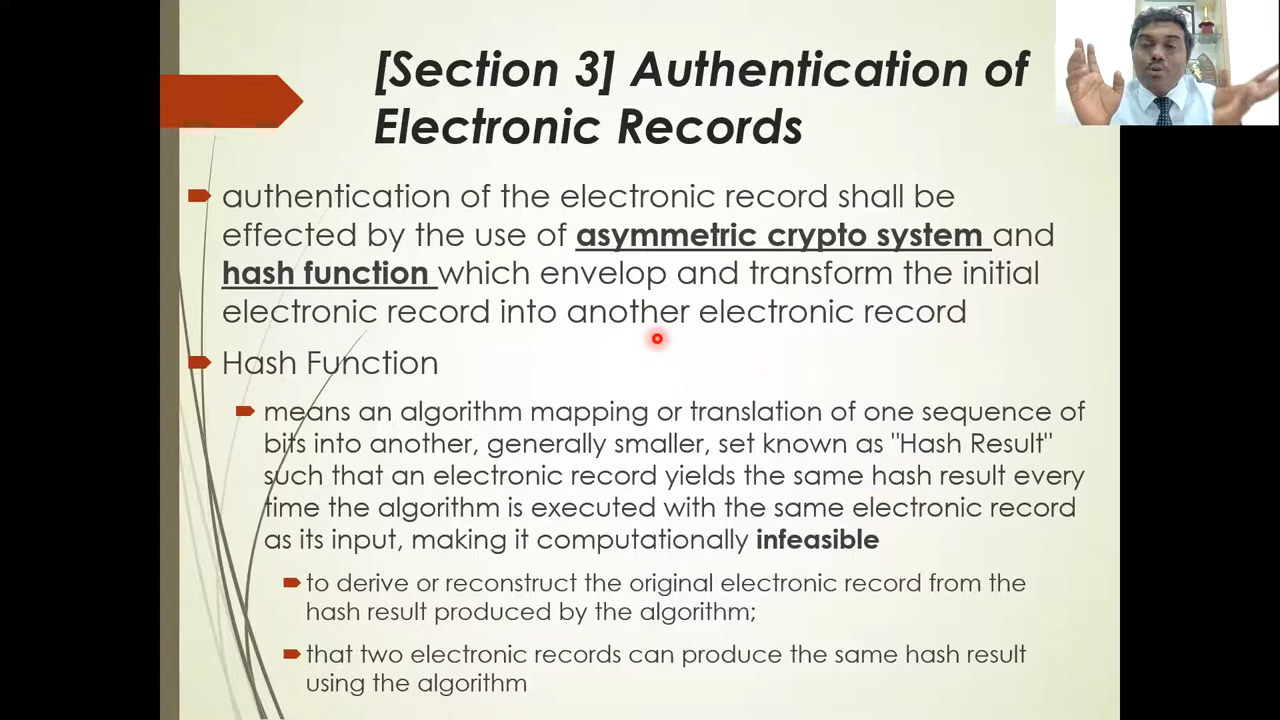 [Section 3] Authentication of
Electronic Records
authentication of the electronic record shall be
effected by the use of asymmetric crypto system and
hash function which envelop and transform the initial
electronic record into another electronic record
Hash Function
means an algorithm mapping or translation of one sequence of
bits into another, generally smaller, set known as "Hash Result"
such that an electronic record yields the same hash result every
time the algorithm is executed with the same electronic record
as its input, making it computationally infeasible
to derive or reconstruct the original electronic record from the
hash result produced by the algorithm;
that two electronic records can produce the same hash result
using the algorithm